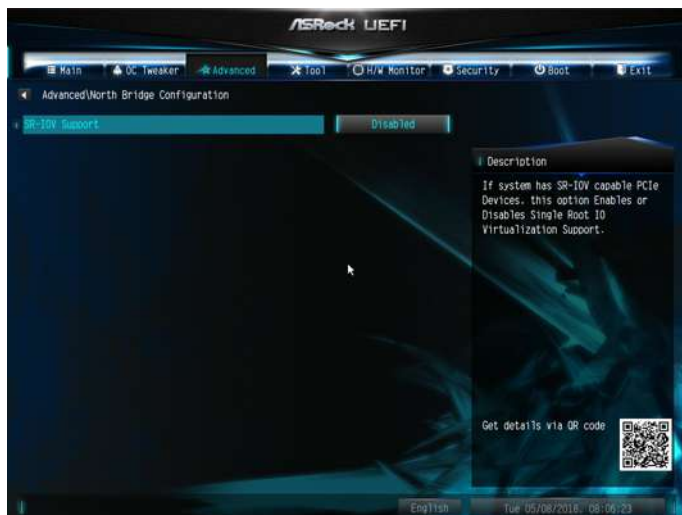 ASRock UEFI
Main OC Tweaker Advanced Tool H/W Monitor Security Boot Exit
Advanced\North Bridge Configuration
SR-IOV Support Disabled
Description
If system has SR-IOV capable PCIe
Devices. this option Enables or
Disables Single Root IO
Virtualization Support.
Get details via QR code
English Tue 05/08/2018. 08:06:23